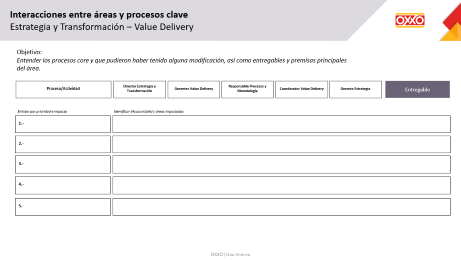 Interacciones entre áreas y procesos clave
Estrategia y Transformación – Value Delivery
OXXO
Objetivo:
Entender los procesos core y que pudieron haber tenido alguna modificación, así como entregables y premisas principales
del área.
Proceso/Actividad
Director Estrategia y
Transformación
Gerentes Value Delivery
Responsable Procesos y
Metodología
Coordinador Value Delivery
Gerente Estrategia
Entregable
Enlistar por prioridad e impacto
Identificar (Accountable) y áreas impactadas
1.-
2.-
3.-
4.-
5.-
OXXO | Uso Interno